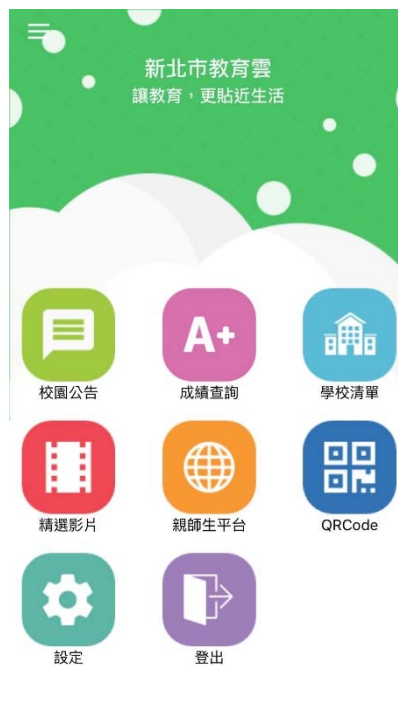 新北市教育雲
讓教育，更貼近生活
A+
校園公告
成績查詢
學校清單
精選影片
親師生平台
QRCode
設定
登出